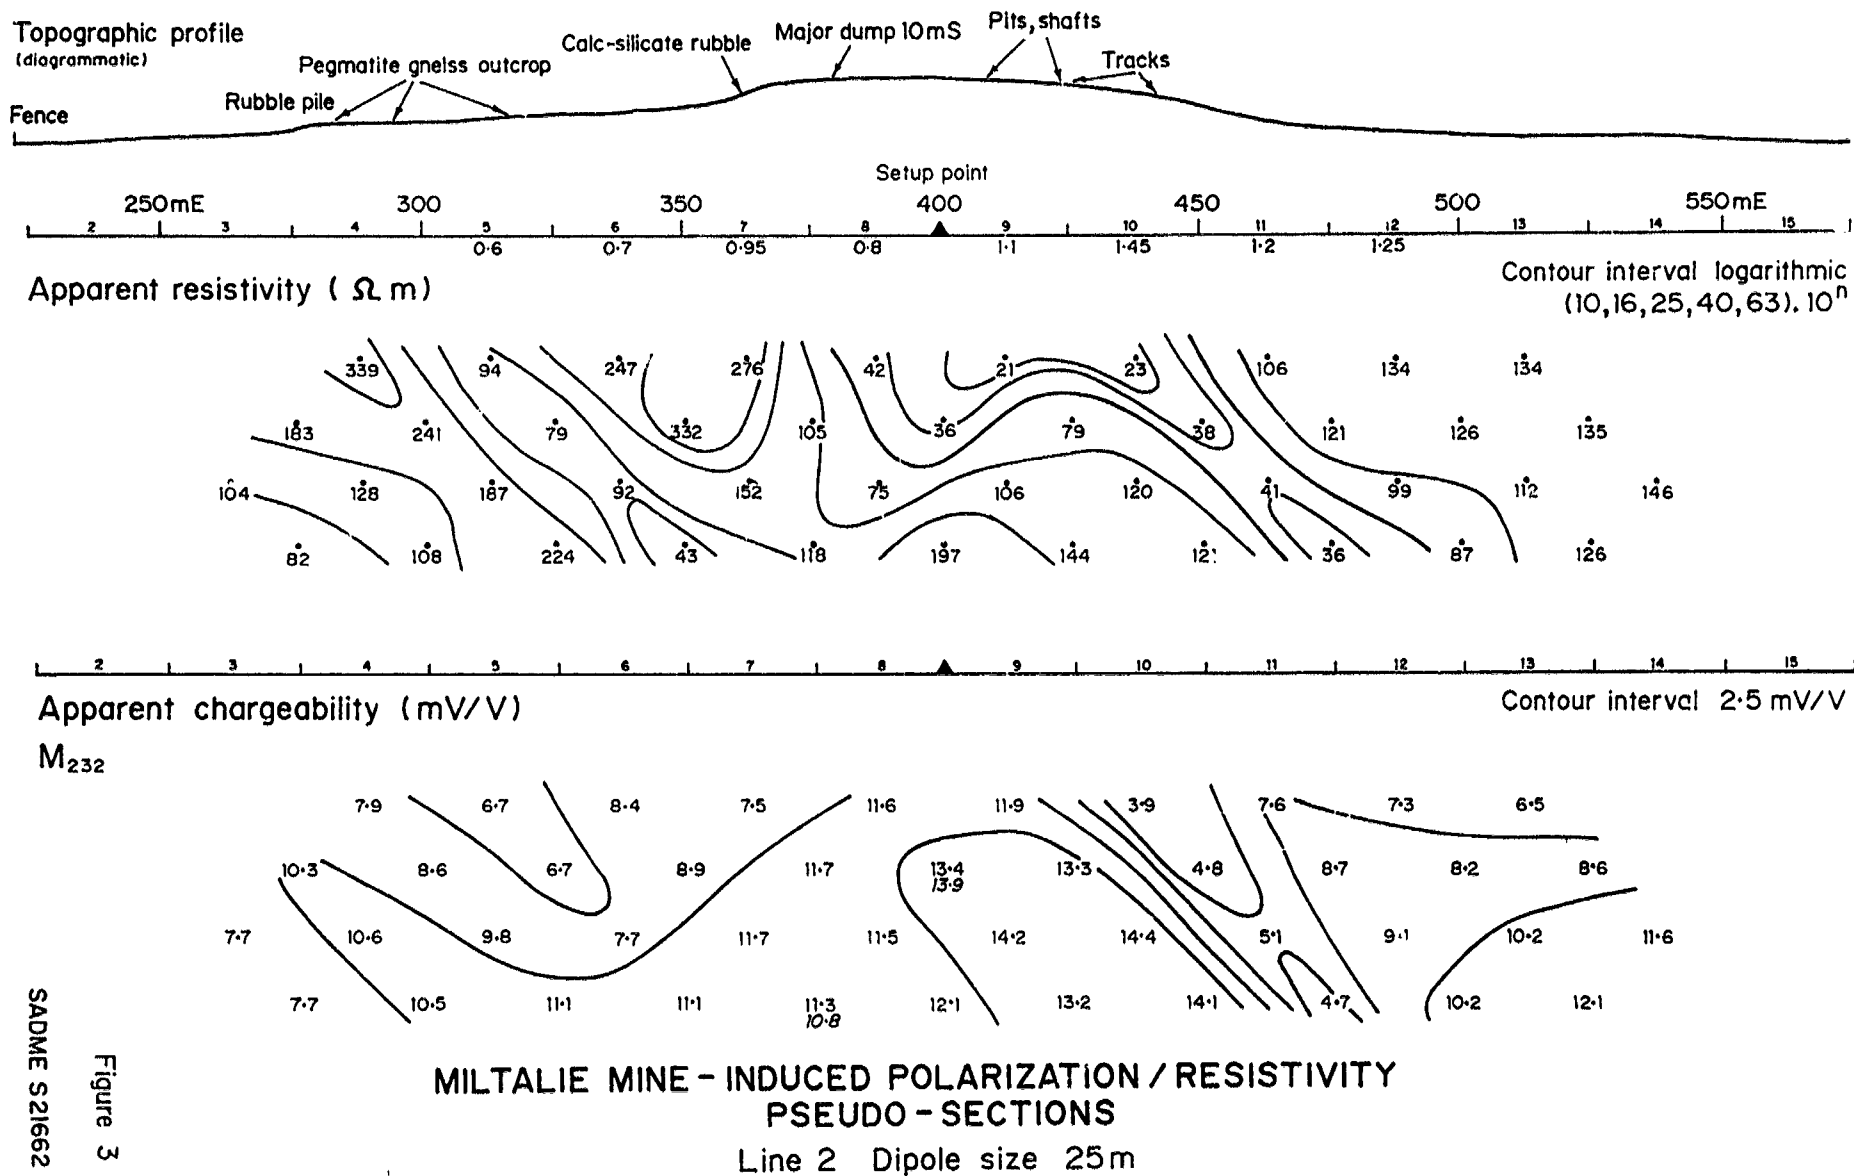 Topographic profile
(diagrammatic)
Fence
Rubble pile
Pegmatite gneiss outcrop
Calc-silicate rubble
Major dump 10mS
Pits, shafts
Tracks
Setup point
250mE 300 350 400 450 500 550mE
2 3 4 5 6 7 8 9 10 11 12 13 14 15
0·6 0·7 0·95 0·8 1·1 1·45 1·2 1·25
Apparent resistivity (Ωm)
Contour interval logarithmic
(10,16,25,40,63).10ⁿ
339 94 247 276 42 21 23 106 134 134
183 241 79 332 105 36 79 38 121 126 135
104 128 187 92 152 75 106 120 41 99 112 146
82 108 224 43 118 197 144 36 87 126
2 3 4 5 6 7 8 9 10 11 12 13 14 15
Apparent chargeability (mV/V)
Contour interval 2·5 mV/V
M₂₃₂
7·9 6·7 8·4 7·5 11·6 11·9 3·9 7·6 7·3 6·5
10·3 8·6 6·7 8·9 11·7 13·4 13·3 4·8 8·7 8·2 8·6
13·9
7·7 10·6 9·8 7·7 11·7 11·5 14·2 14·4 5·1 9·1 10·2 11·6
7·7 10·5 11·1 11·1 11·3 12·1 13·2 14·1 4·7 10·2 12·1
10·8
MILTALIE MINE - INDUCED POLARIZATION / RESISTIVITY
PSEUDO - SECTIONS
Line 2 Dipole size 25m
Figure 3
SADME S21662